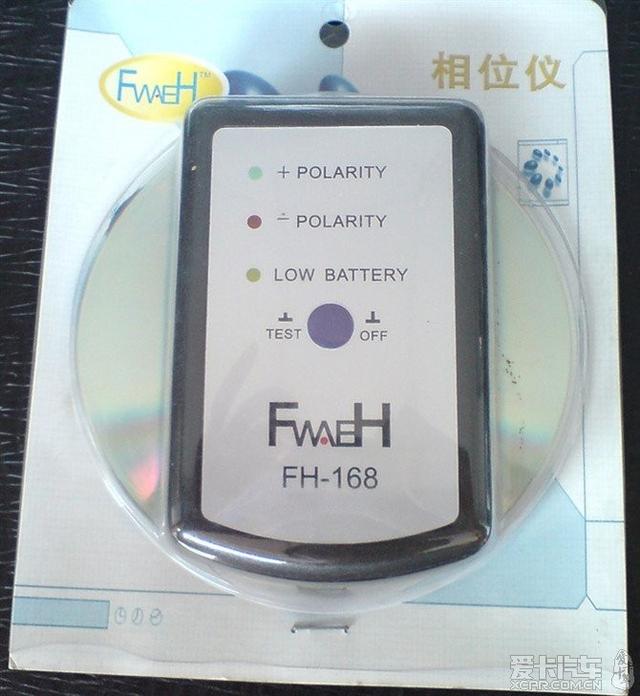 FWAEH™
相位仪
+ POLARITY
- POLARITY
LOW BATTERY
TEST
OFF
FWAEH
FH-168
爱卡汽车
XCAR.COM.CN